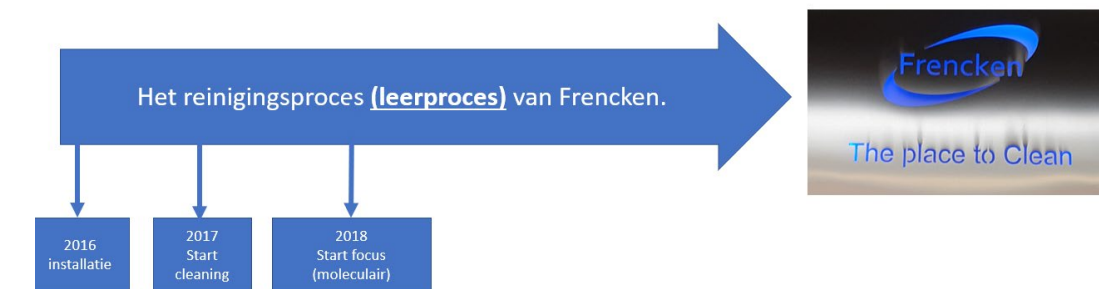 Het reinigingsproces (leerproces) van Frencken.
Frencken
The place to Clean
2016
installatie
2017
Start
cleaning
2018
Start focus
(moleculair)